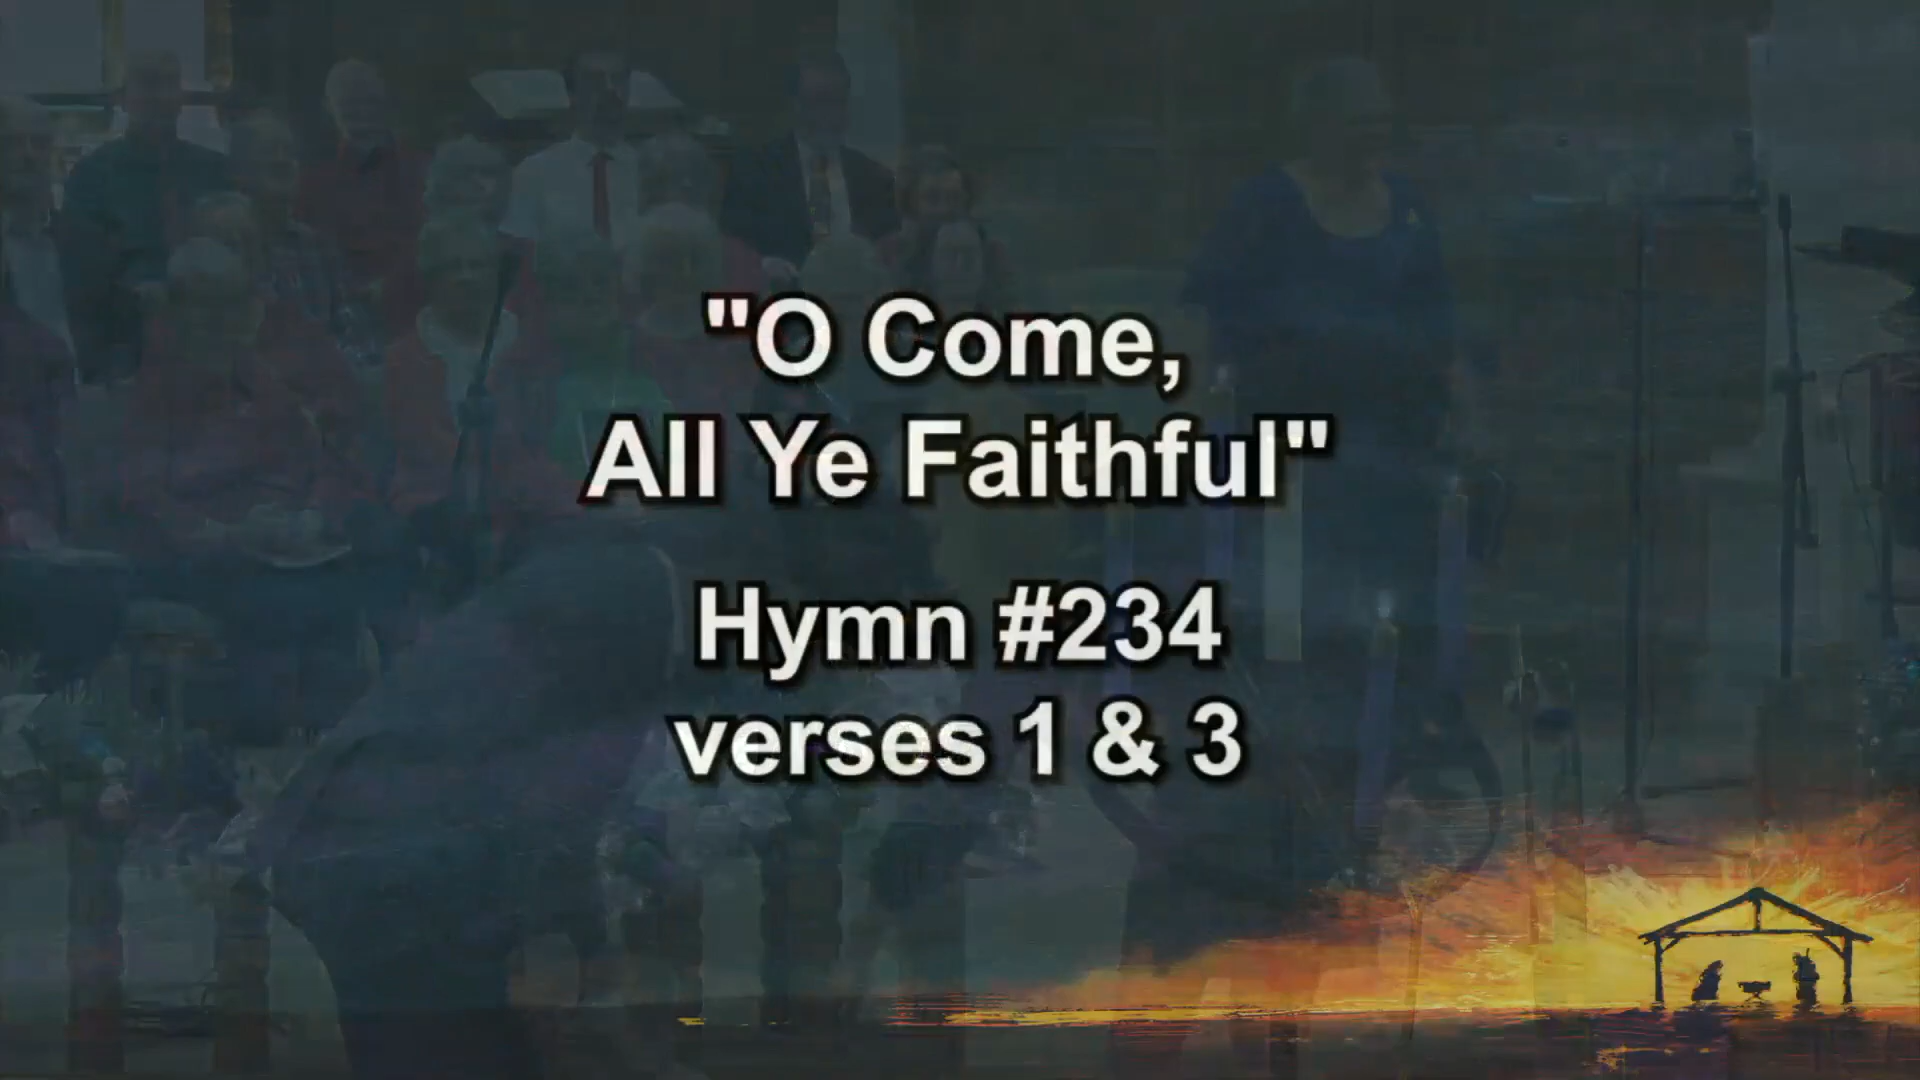 "O Come,
All Ye Faithful"
Hymn #234
verses 1 & 3